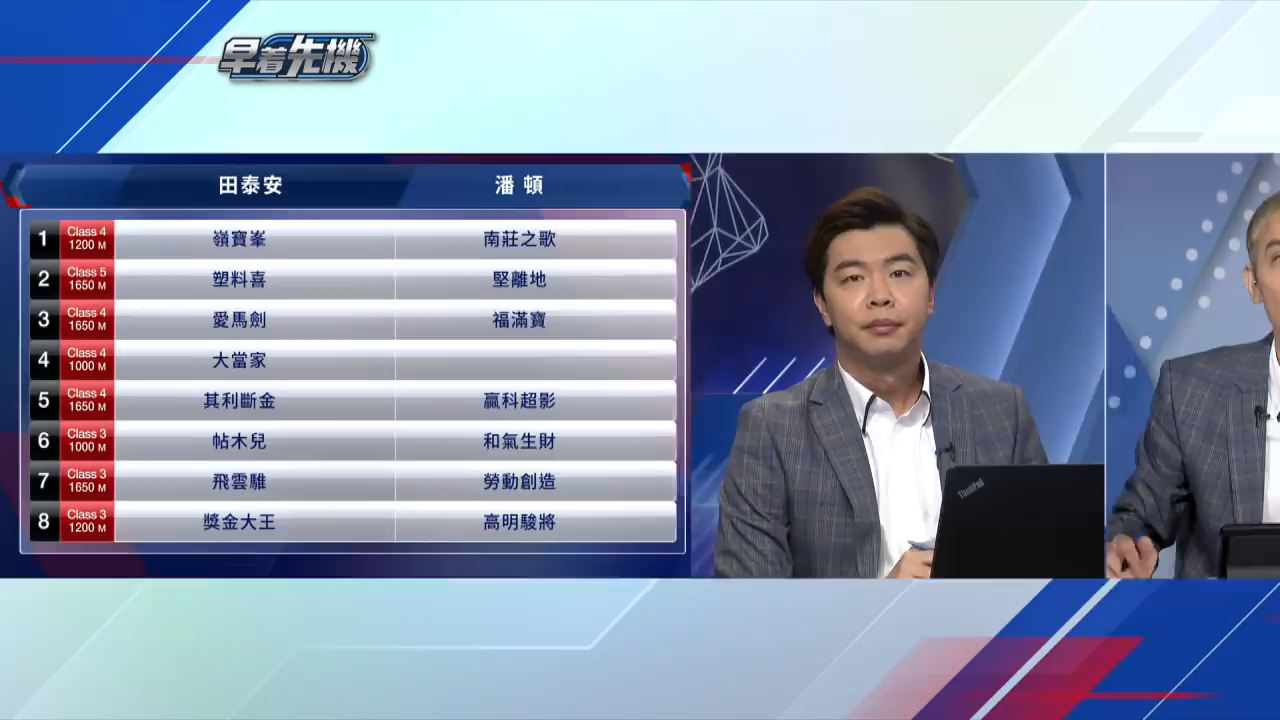 早着先機
田泰安 潘頓
1 Class 4 1200 M 嶺寶峯 南莊之歌
2 Class 5 1650 M 塑料喜 堅離地
3 Class 4 1650 M 愛馬劍 福滿寶
4 Class 4 1000 M 大當家
5 Class 4 1650 M 其利斷金 贏科超影
6 Class 3 1000 M 帖木兒 和氣生財
7 Class 3 1650 M 飛雲騅 勞動創造
8 Class 3 1200 M 獎金大王 高明駿將
ThinkPad